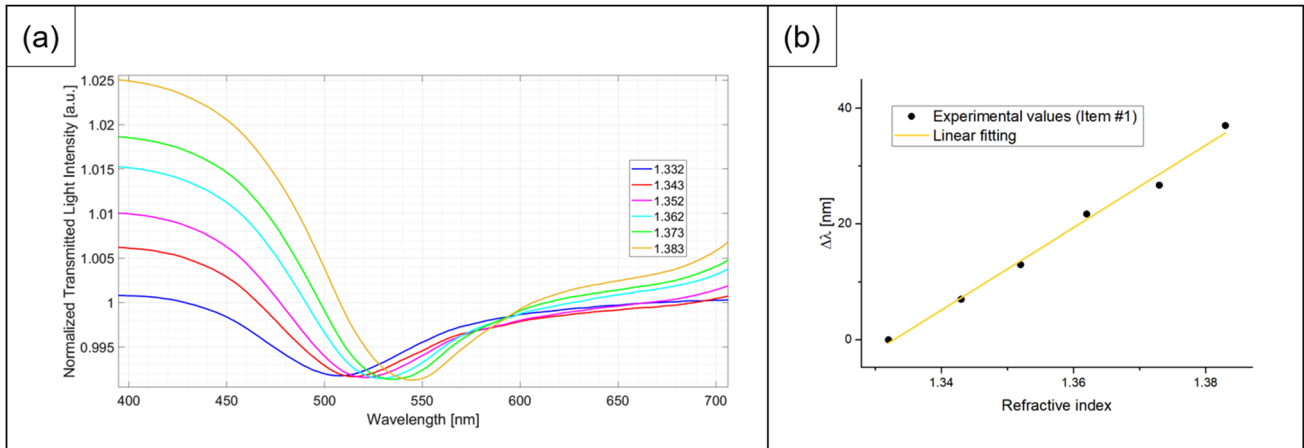 (a)
Normalized Transmitted Light Intensity [a.u.]
1.025
1.02
1.015
1.01
1.005
1
0.995
400 450 500 550 600 650 700
Wavelength [nm]
1.332
1.343
1.352
1.362
1.373
1.383
(b)
Δλ [nm]
40
20
0
Experimental values (Item #1)
Linear fitting
1.34 1.36 1.38
Refractive index